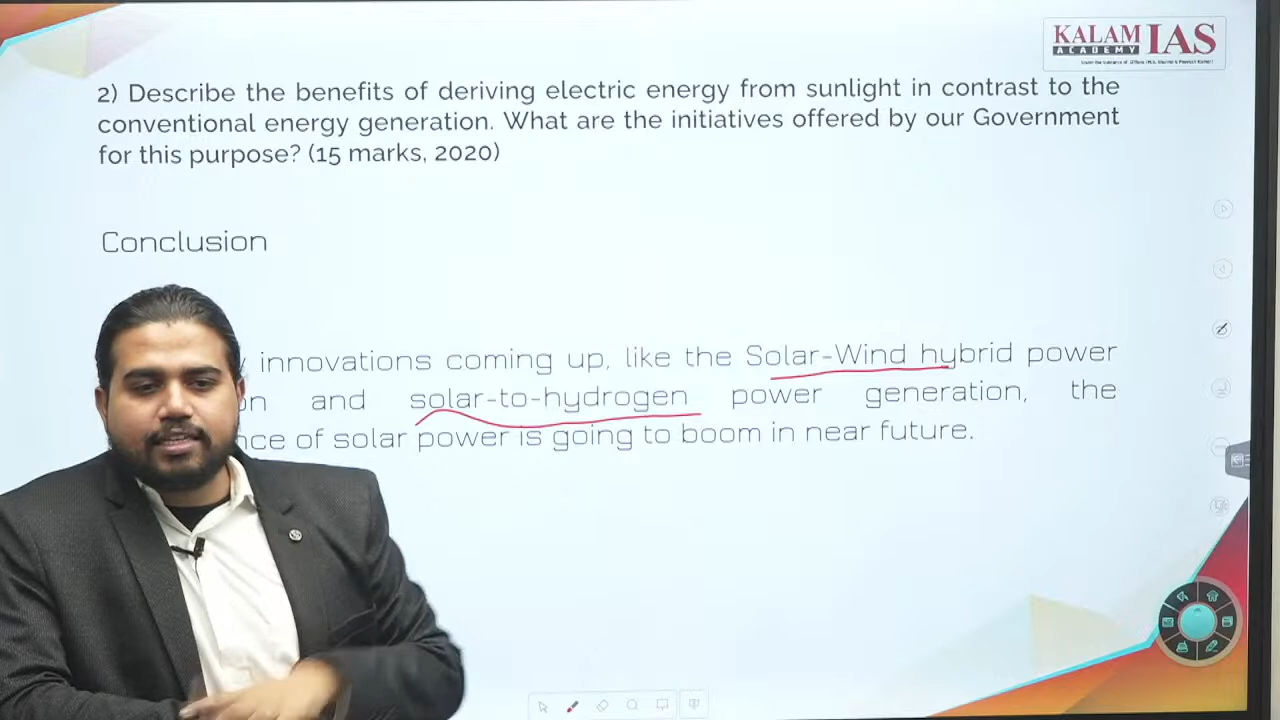 KALAM IAS
ACADEMY
2) Describe the benefits of deriving electric energy from sunlight in contrast to the
conventional energy generation. What are the initiatives offered by our Government
for this purpose? (15 marks, 2020)
Conclusion
innovations coming up, like the Solar-Wind hybrid power
and solar-to-hydrogen power generation, the
of solar power is going to boom in near future.